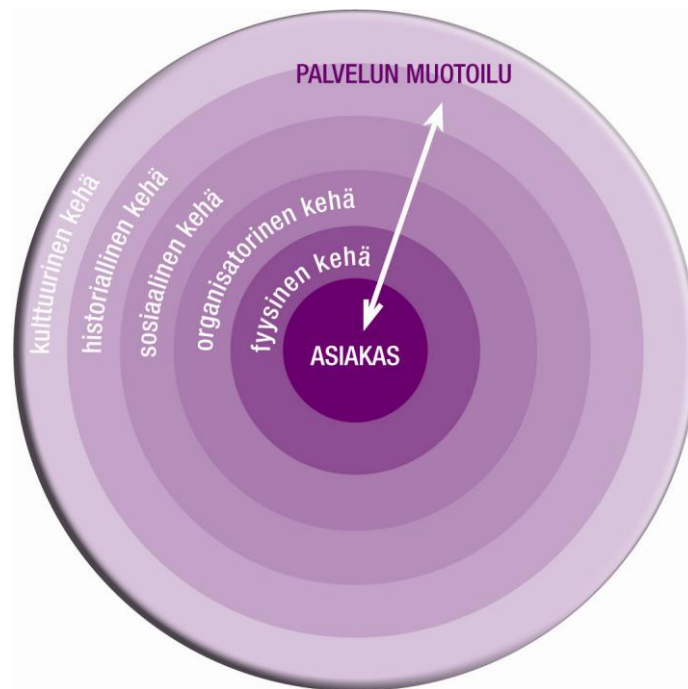 PALVELUN MUOTOILU
kulttuurinen kehä
historiallinen kehä
sosiaalinen kehä
organisatorinen kehä
fyysinen kehä
ASIAKAS